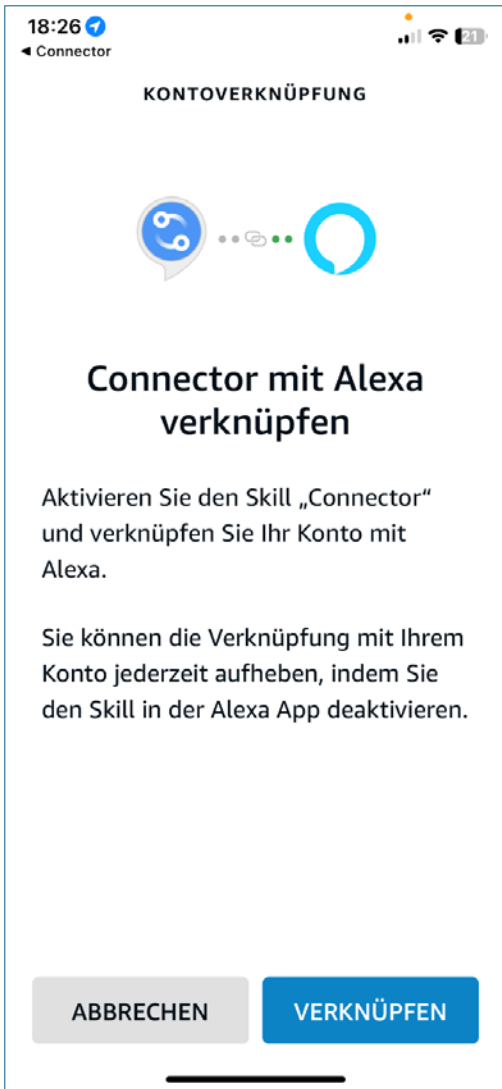 18:26
21
◀ Connector
KONTOVERKNÜPFUNG
Connector mit Alexa
verknüpfen
Aktivieren Sie den Skill „Connector“
und verknüpfen Sie Ihr Konto mit
Alexa.
Sie können die Verknüpfung mit Ihrem
Konto jederzeit aufheben, indem Sie
den Skill in der Alexa App deaktivieren.
ABBRECHEN
VERKNÜPFEN